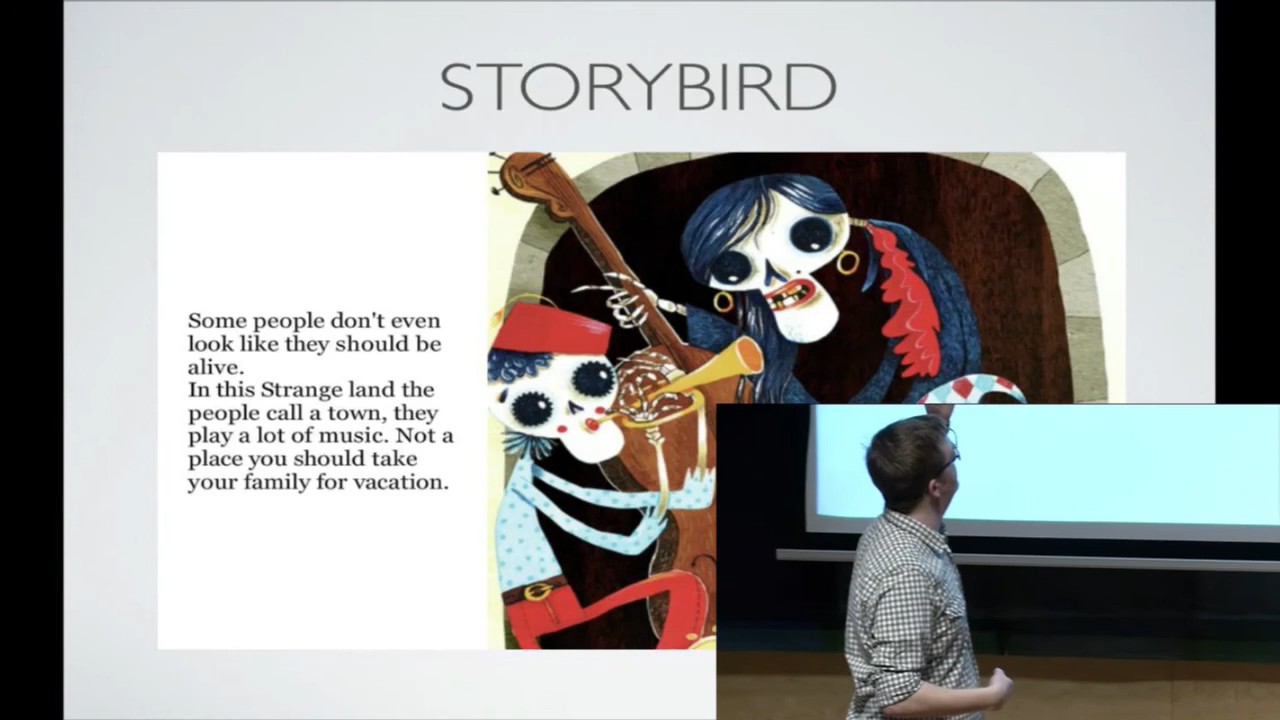 STORYBIRD
Some people don't even
look like they should be
alive.
In this Strange land the
people call a town, they
play a lot of music. Not a
place you should take
your family for vacation.